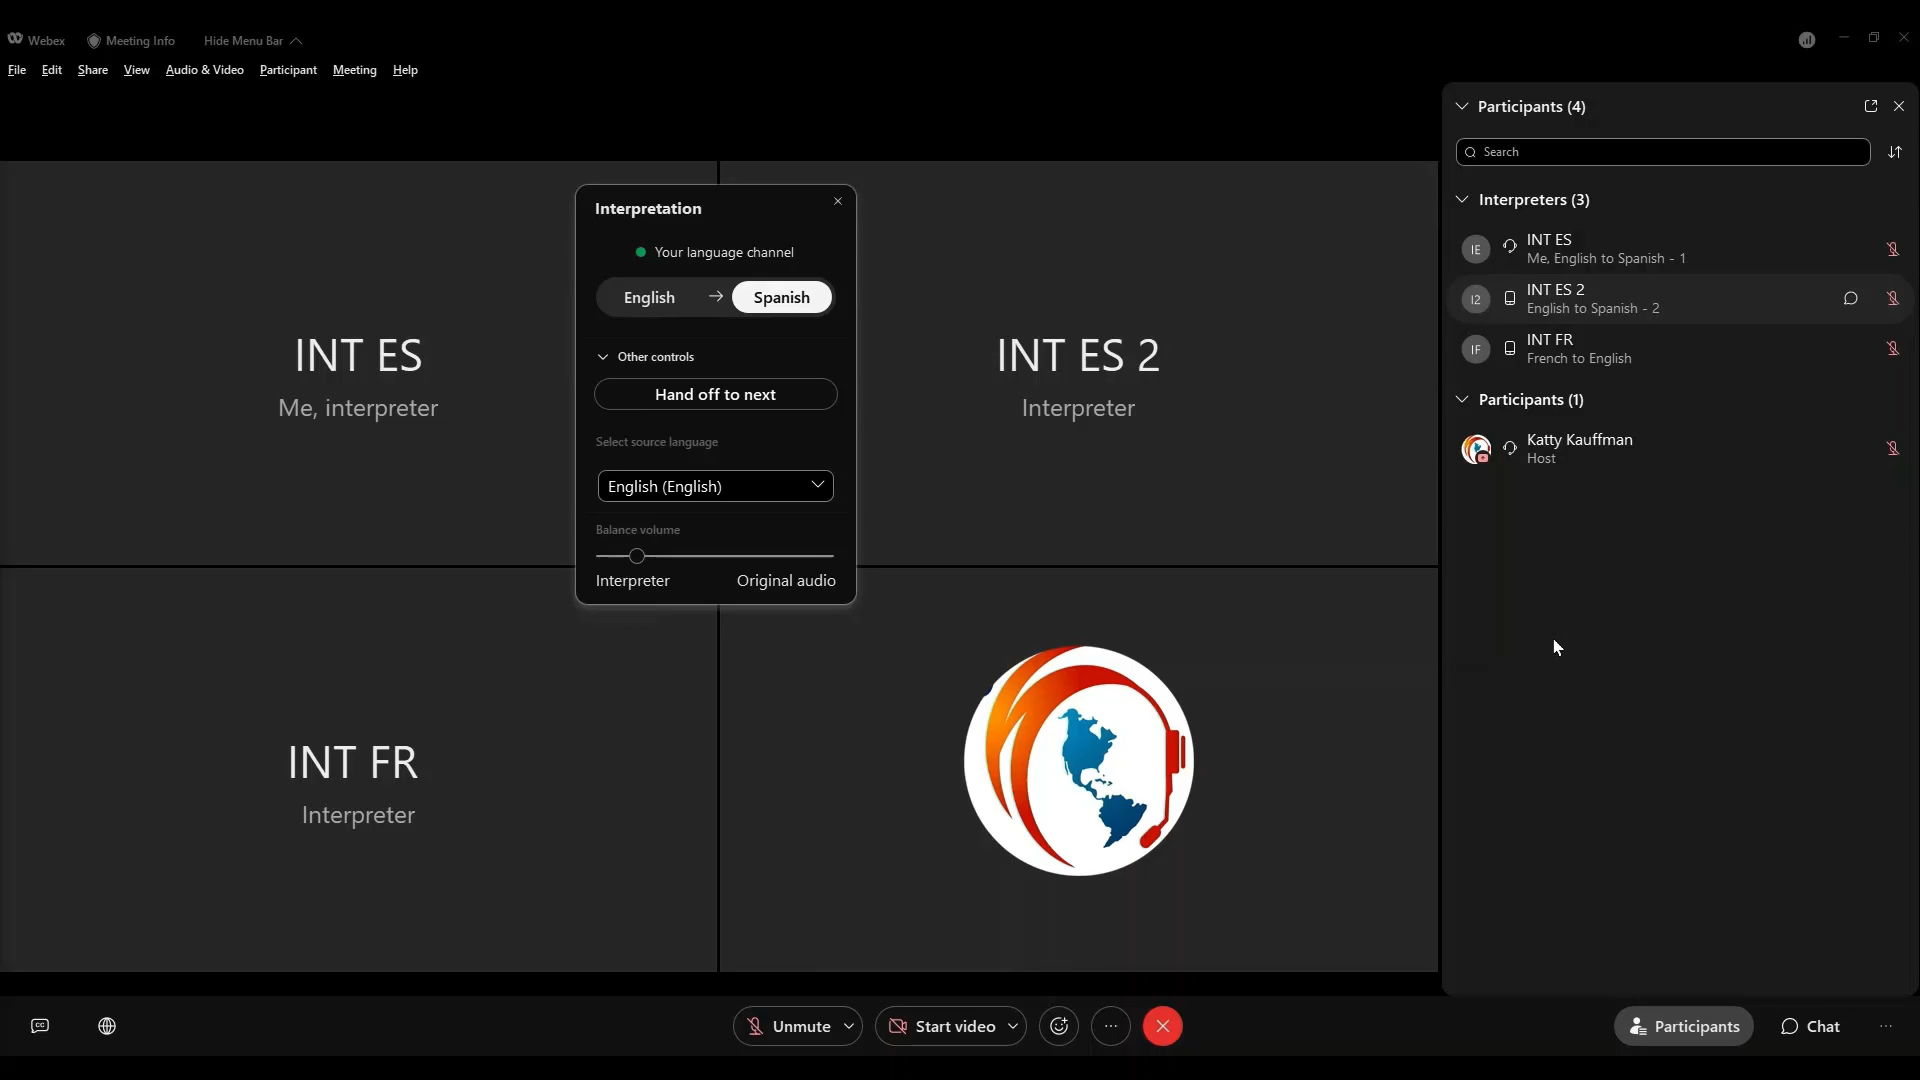 Webex
Meeting Info
Hide Menu Bar
File Edit Share View Audio & Video Participant Meeting Help
INT ES
Me, interpreter
INT ES 2
Interpreter
INT FR
Interpreter
Interpretation
Your language channel
English → Spanish
Other controls
Hand off to next
Select source language
English (English)
Balance volume
Interpreter Original audio
Participants (4)
Search
Interpreters (3)
IE
INT ES
Me, English to Spanish - 1
I2
INT ES 2
English to Spanish - 2
IF
INT FR
French to English
Participants (1)
Katty Kauffman
Host
CC
Unmute
Start video
Participants
Chat